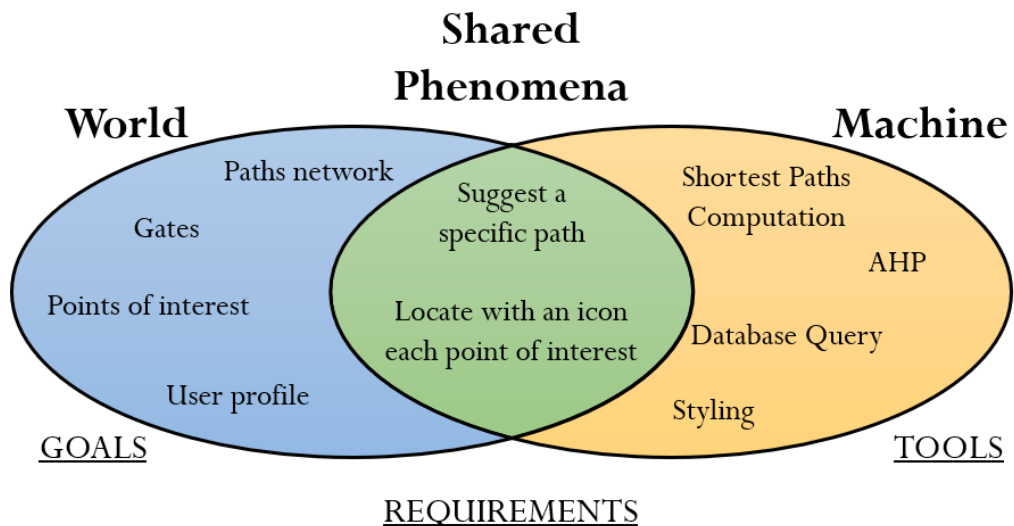 Shared
Phenomena
World
Machine
Paths network
Gates
Points of interest
User profile
Suggest a
specific path
Locate with an icon
each point of interest
Shortest Paths
Computation
AHP
Database Query
Styling
GOALS
TOOLS
REQUIREMENTS